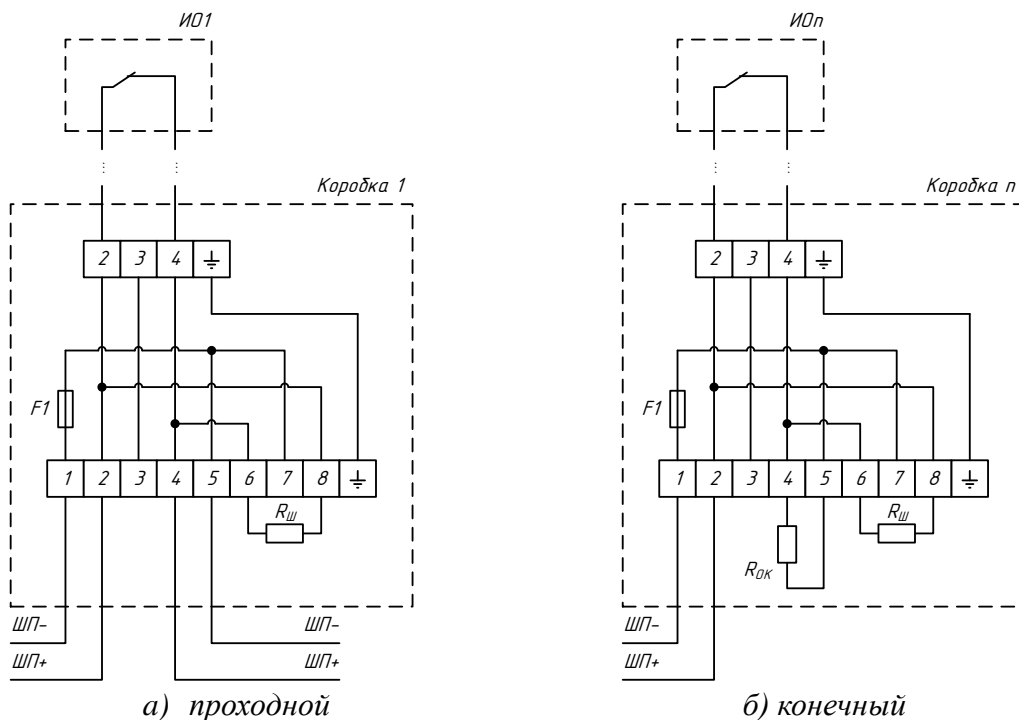 ИО1
ИОn
Коробка 1
Коробка n
2 3 4
2 3 4
F1
F1
1 2 3 4 5 6 7 8
1 2 3 4 5 6 7 8
RШ
RШ
RОК
ШП- ШП-
ШП-
ШП+ ШП+
ШП+
а) проходной
б) конечный